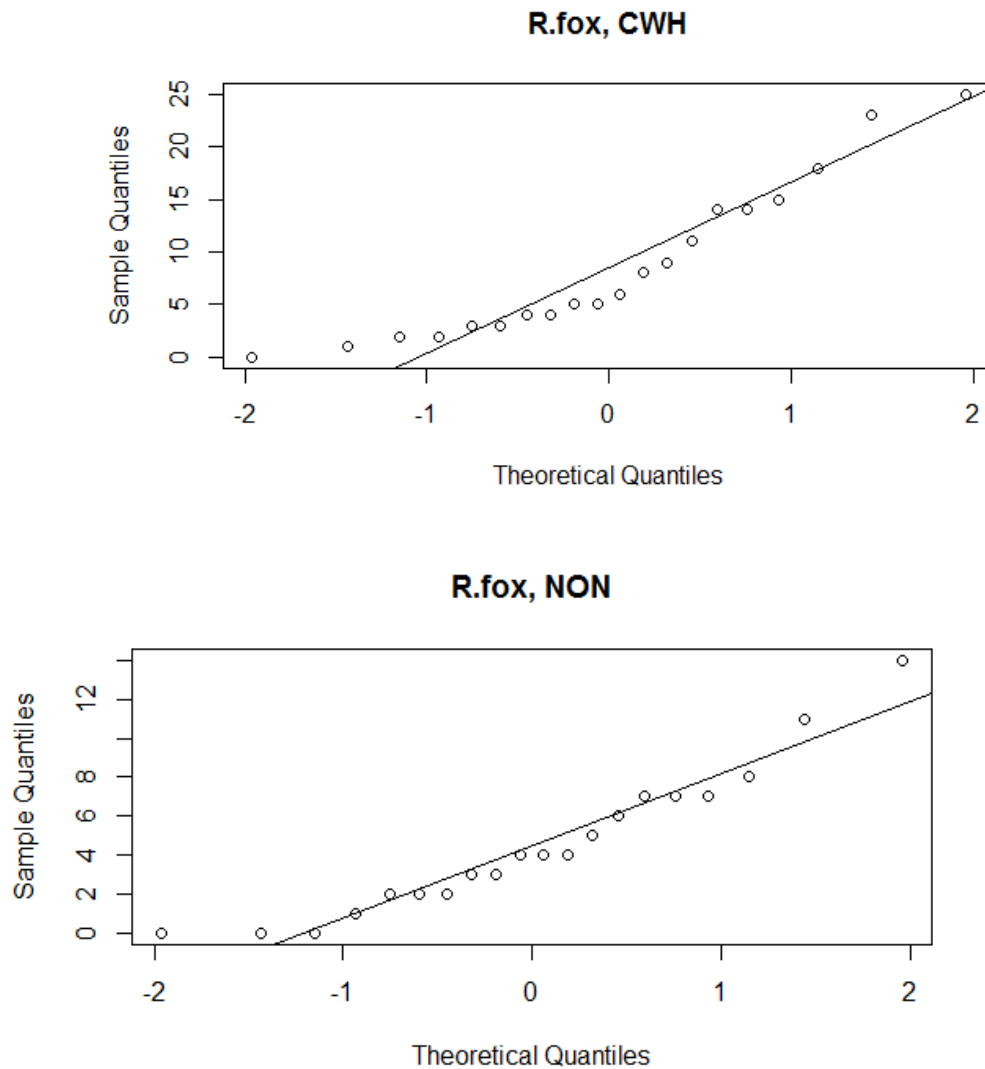 R.fox, CWH
Sample Quantiles
25
20
15
10
5
0
-2 -1 0 1 2
Theoretical Quantiles
R.fox, NON
Sample Quantiles
12
8
6
4
2
0
-2 -1 0 1 2
Theoretical Quantiles